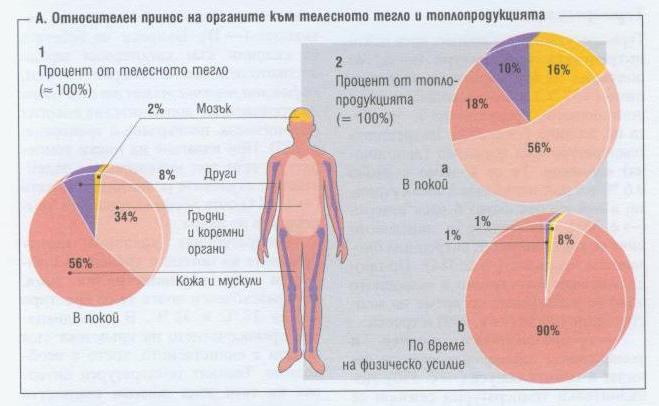 А. Относителен принос на органите към телесното тегло и топлопродукцията
1
Процент от телесното тегло
(≈ 100%)
2% Мозък
8% Други
34% Гръдни
и коремни
органи
56% Кожа и мускули
В покой
2
Процент от топло-
продукцията
(= 100%)
10%
16%
18%
56%
a
В покой
1%
1%
8%
90%
b
По време
на физическо усилие